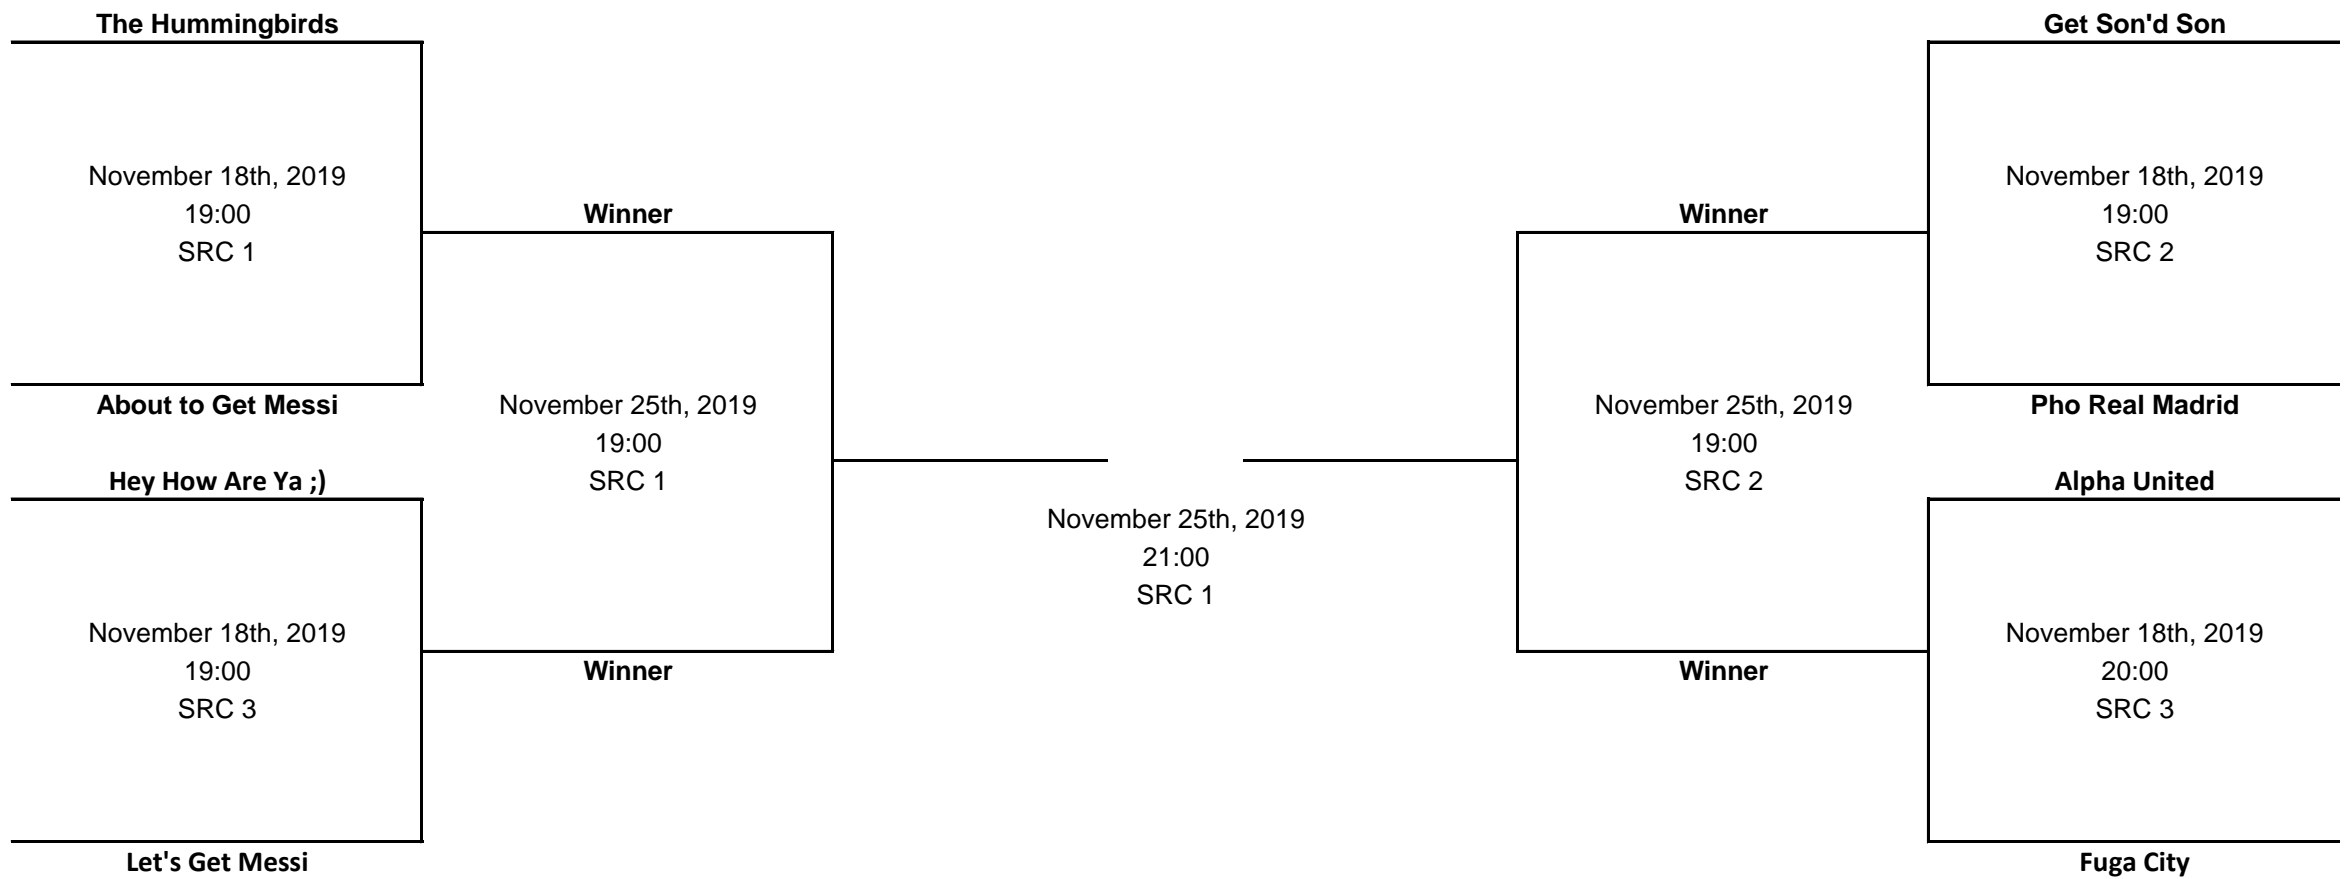 The Hummingbirds
November 18th, 2019
19:00
SRC 1
About to Get Messi
Hey How Are Ya ;)
November 18th, 2019
19:00
SRC 3
Let's Get Messi
Winner
November 25th, 2019
19:00
SRC 1
Winner
November 25th, 2019
21:00
SRC 1
Winner
November 25th, 2019
19:00
SRC 2
Winner
Get Son'd Son
November 18th, 2019
19:00
SRC 2
Pho Real Madrid
Alpha United
November 18th, 2019
20:00
SRC 3
Fuga City